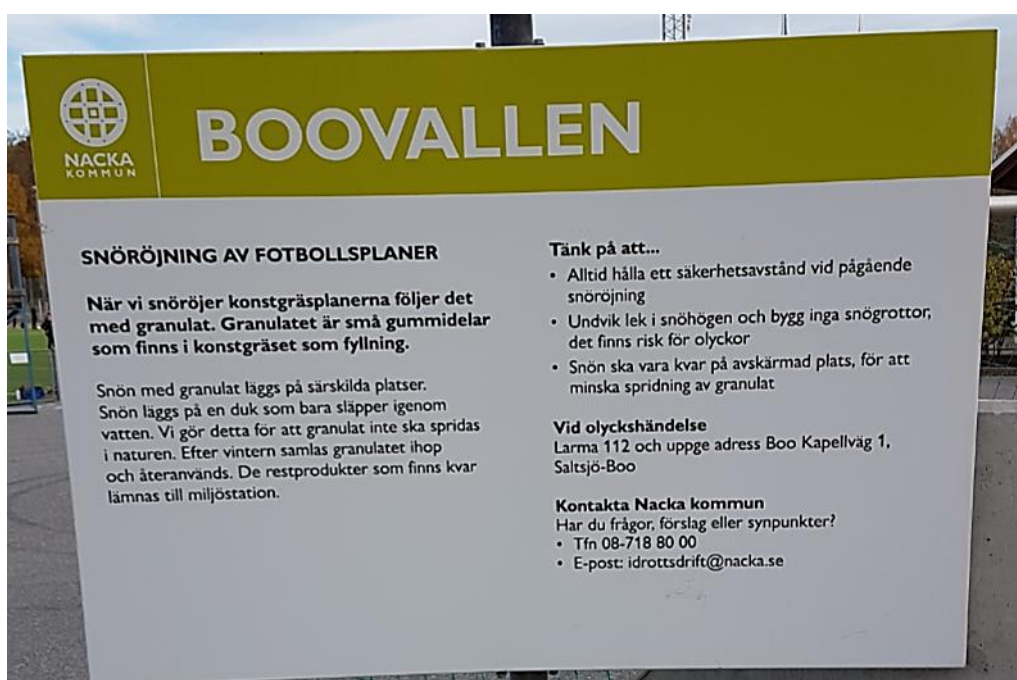 NACKA
KOMMUN
BOOVALLEN
SNÖRÖJNING AV FOTBOLLSPLANER
När vi snöröjer konstgräsplanerna följer det
med granulat. Granulatet är små gummidelar
som finns i konstgräset som fyllning.
Snön med granulat läggs på särskilda platser.
Snön läggs på en duk som bara släpper igenom
vatten. Vi gör detta för att granulat inte ska spridas
i naturen. Efter vintern samlas granulatet ihop
och återanvänds. De restprodukter som finns kvar
lämnas till miljöstation.
Tänk på att...
• Alltid hålla ett säkerhetsavstånd vid pågående
snöröjning
• Undvik lek i snöhögen och bygg inga snögrottor,
det finns risk för olyckor
• Snön ska vara kvar på avskärmad plats, för att
minska spridning av granulat
Vid olyckshändelse
Larma 112 och uppge adress Boo Kapellväg 1,
Saltsjö-Boo
Kontakta Nacka kommun
Har du frågor, förslag eller synpunkter?
• Tfn 08-718 80 00
• E-post: idrottsdrift@nacka.se